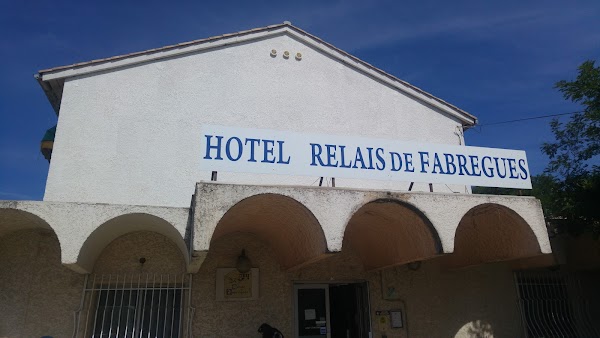 HOTEL RELAIS DE FABREGUES